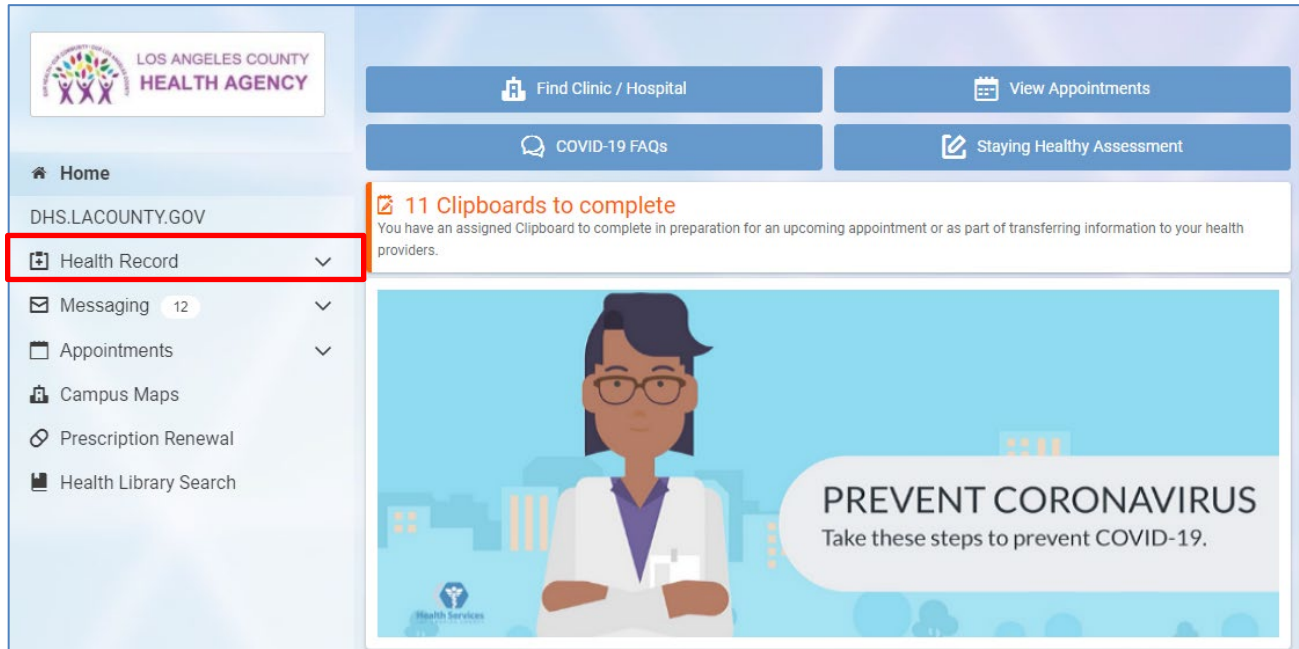 LOS ANGELES COUNTY
HEALTH AGENCY
Home
DHS.LACOUNTY.GOV
Health Record
Messaging 12
Appointments
Campus Maps
Prescription Renewal
Health Library Search
Find Clinic / Hospital
View Appointments
COVID-19 FAQs
Staying Healthy Assessment
11 Clipboards to complete
You have an assigned Clipboard to complete in preparation for an upcoming appointment or as part of transferring information to your health
providers.
PREVENT CORONAVIRUS
Take these steps to prevent COVID-19.
Health Services